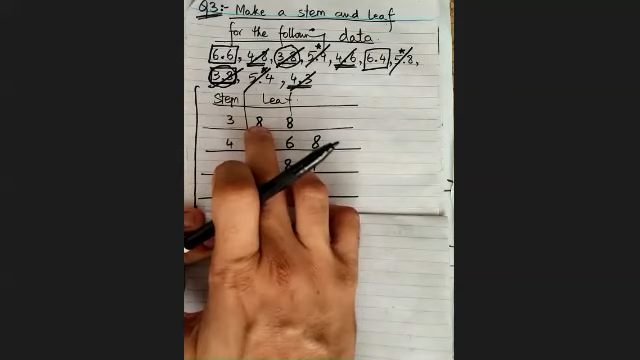 Q3:- Make a stem and leaf
for the following data.
6.6, 4.8, 3.8, 5.4, 4.6, 6.4, 5.8,
3.8, 5.4, 4.3
Stem Leaf
3 8 8
4 6 8
8